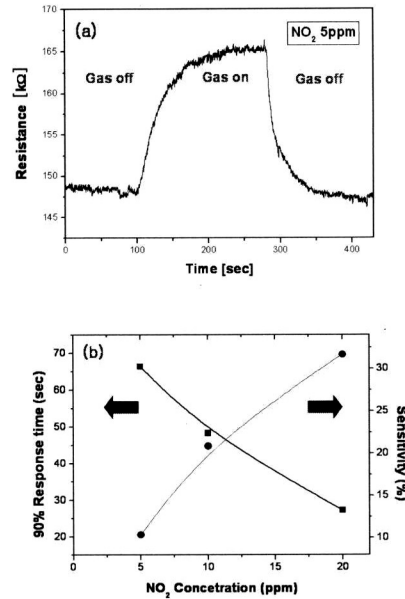 (a)
NO2 5ppm
Gas off
Gas on
Gas off
Resistance [kΩ]
165
160
155
150
145
0
100
200
300
400
Time [sec]
(b)
90% Response time (sec)
70
60
50
40
30
20
Sensitivity (%)
30
25
20
15
10
0
5
10
15
20
NO2 Concetration (ppm)